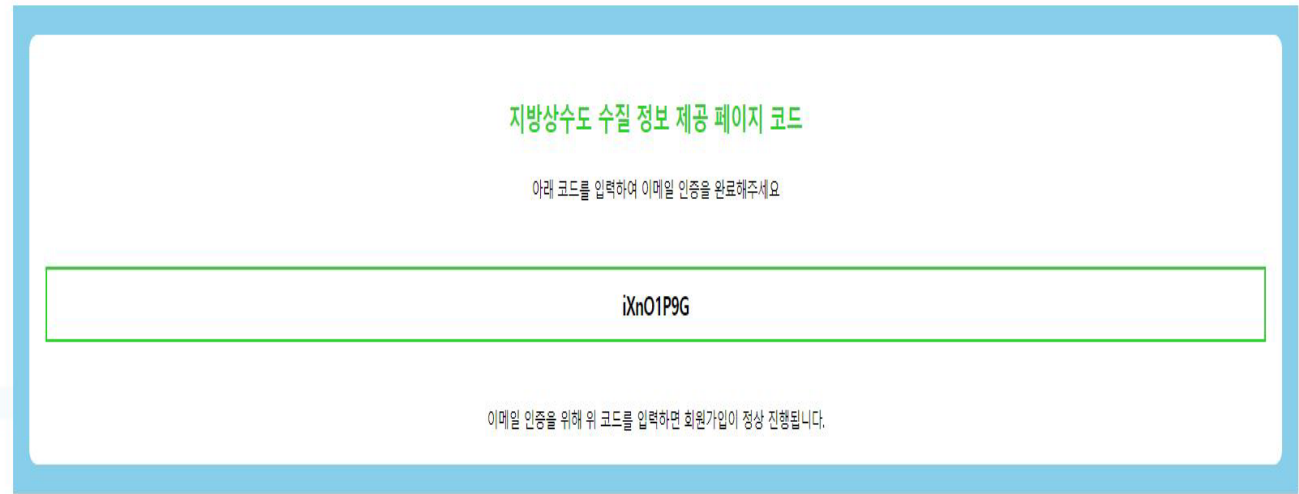 지방상수도 수질 정보 제공 페이지 코드
아래 코드를 입력하여 이메일 인증을 완료해주세요
iXnO1P9G
이메일 인증을 위해 위 코드를 입력하면 회원가입이 정상 진행됩니다.